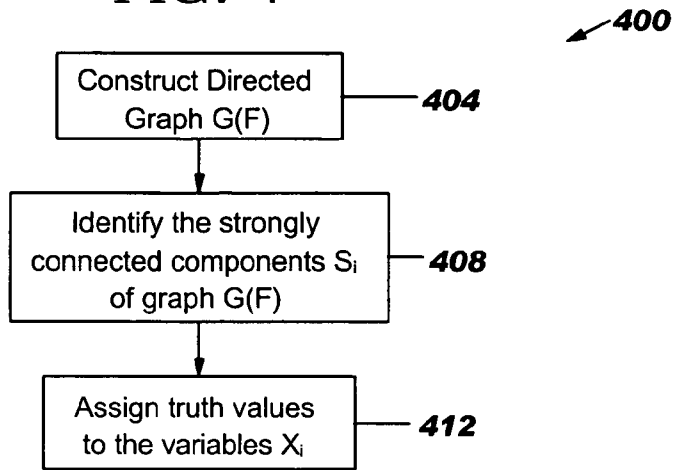 400
Construct Directed
Graph G(F)
404
Identify the strongly
connected components Sᵢ
of graph G(F)
408
Assign truth values
to the variables Xᵢ
412